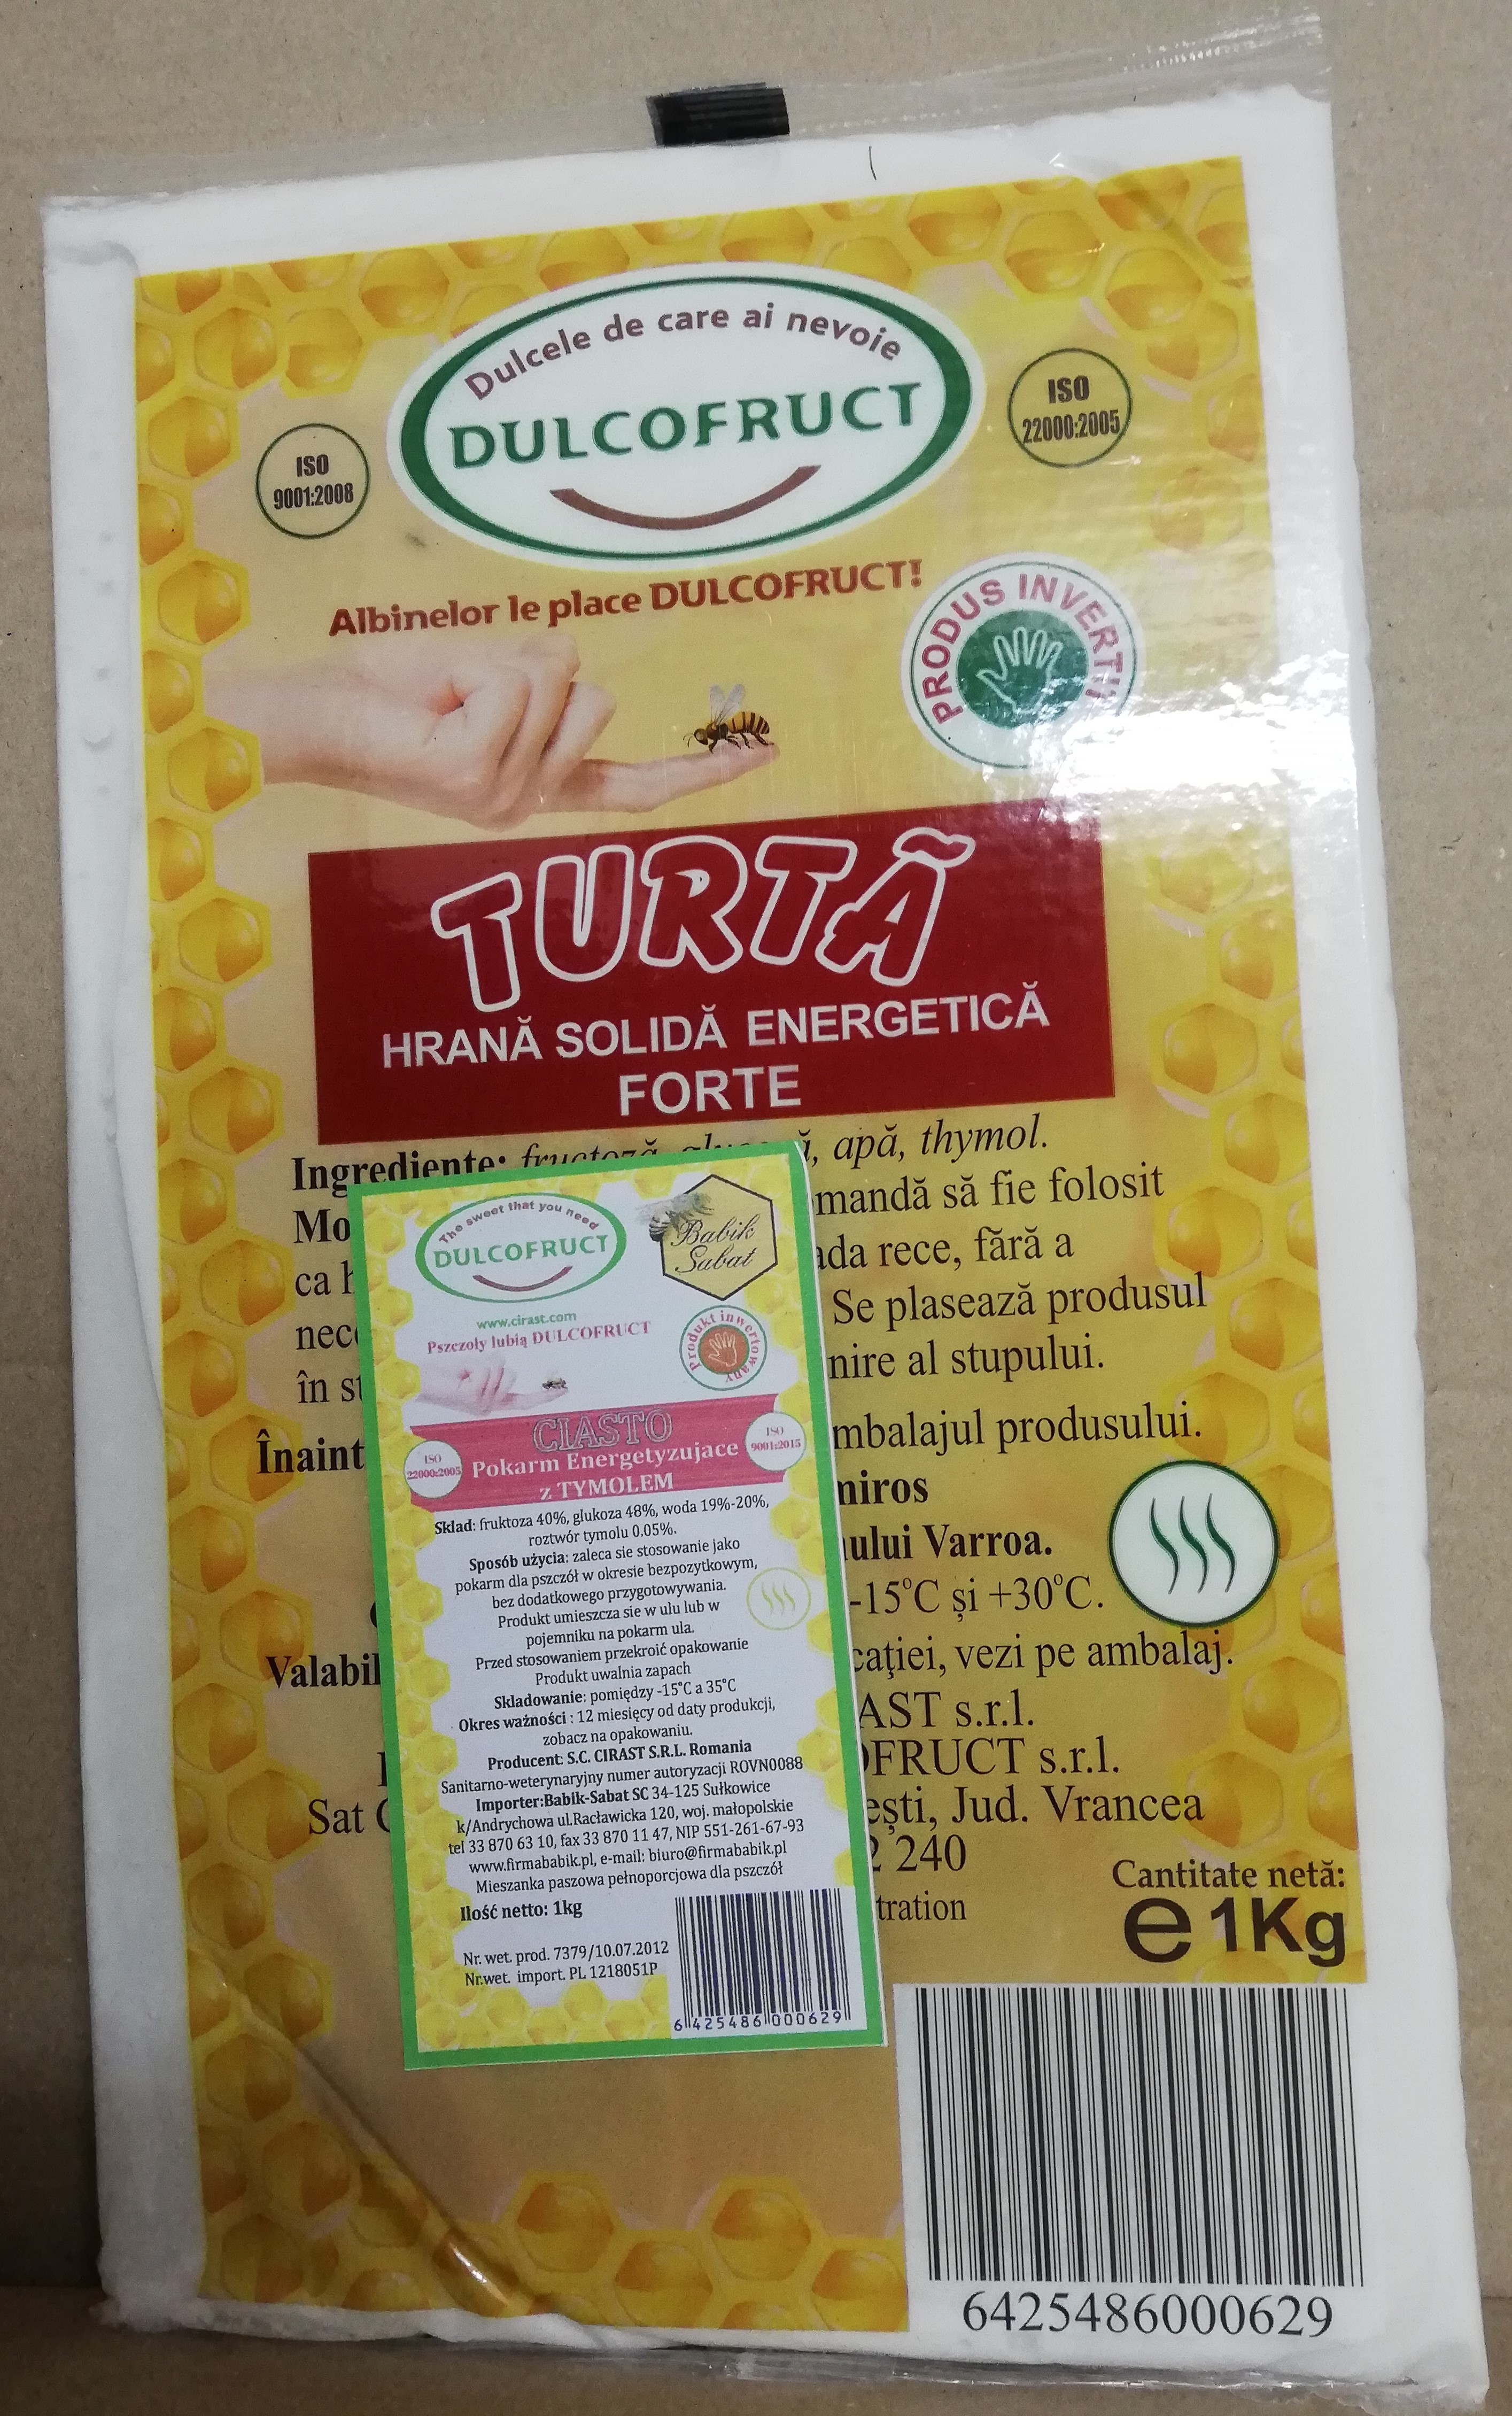 Dulcele de care ai nevoie
DULCOFRUCT
ISO
22000:2005
ISO
9001:2008
Albinelor le place DULCOFRUCT!
PRODUS INVERTIT
TURTĂ
HRANĂ SOLIDĂ ENERGETICĂ
FORTE
Ingrediente: fructoză, apă, thymol.
Mo mandă să fie folosit
ca h ada rece, fără a
nece Se plasează produsul
în st nire al stupului.
Înaint mbalajul produsului.
miros
ului Varroa.
-15°C și +30°C.
Valabil cației, vezi pe ambalaj.
AST s.r.l.
OFRUCT s.r.l.
Sat ești, Jud. Vrancea
2 240
tration
Cantitate netă:
e 1Kg
6425486000629
The sweet that you need
DULCOFRUCT
Babik
Sabat
www.cirast.com
Pszczoły lubią DULCOFRUCT
Produkt inwertowany
CIASTO
ISO
22000:2005
Pokarm Energetyzujace
ISO
9001:2015
z TYMOLEM
Sklad: fruktoza 40%, glukoza 48%, woda 19%-20%,
roztwór tymolu 0.05%.
Sposób użycia: zaleca sie stosowanie jako
pokarm dla pszczół w okresie bezpozytkowym,
bez dodatkowego przygotowywania.
Produkt umieszcza sie w ulu lub w
pojemniku na pokarm ula.
Przed stosowaniem przekroić opakowanie
Produkt uwalnia zapach
Skladowanie: pomiędzy -15°C a 35°C
Okres ważności : 12 miesięcy od daty produkcji,
zobacz na opakowaniu.
Producent: S.C. CIRAST S.R.L. Romania
Sanitarno-weterynaryjny numer autoryzacji ROVN0088
Importer:Babik-Sabat SC 34-125 Sułkowice
k/Andrychowa ul.Racławicka 120, woj. małopolskie
tel 33 870 63 10, fax 33 870 11 47, NIP 551-261-67-93
www.firmababik.pl, e-mail: biuro@firmababik.pl
Mieszanka paszowa pełnoporcjowa dla pszczół
Ilość netto: 1kg
Nr. wet. prod. 7379/10.07.2012
Nr.wet. import. PL 1218051P
6 425486 000629